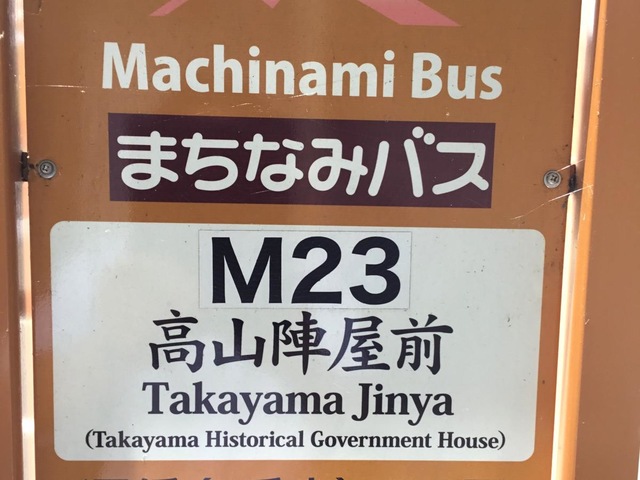 Machinami Bus
まちなみバス
M23
高山陣屋前
Takayama Jinya
(Takayama Historical Government House)